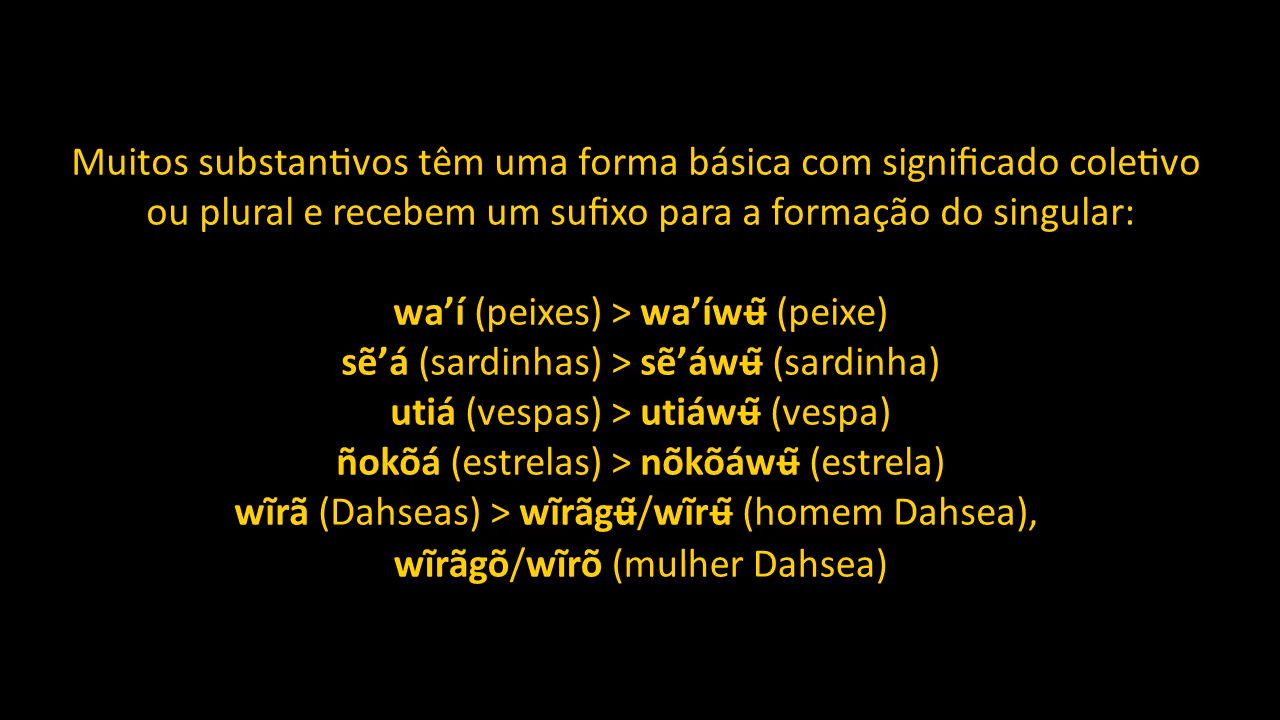 Muitos substantivos têm uma forma básica com significado coletivo
ou plural e recebem um sufixo para a formação do singular:
wa’í (peixes) > wa’íwʉ̃ (peixe)
sẽ’á (sardinhas) > sẽ’áwʉ̃ (sardinha)
utiá (vespas) > utiáwʉ̃ (vespa)
ñokõá (estrelas) > nõkõáwʉ̃ (estrela)
wĩrã (Dahseas) > wĩrãgʉ̃/wĩrʉ̃ (homem Dahsea),
wĩrãgõ/wĩrõ (mulher Dahsea)